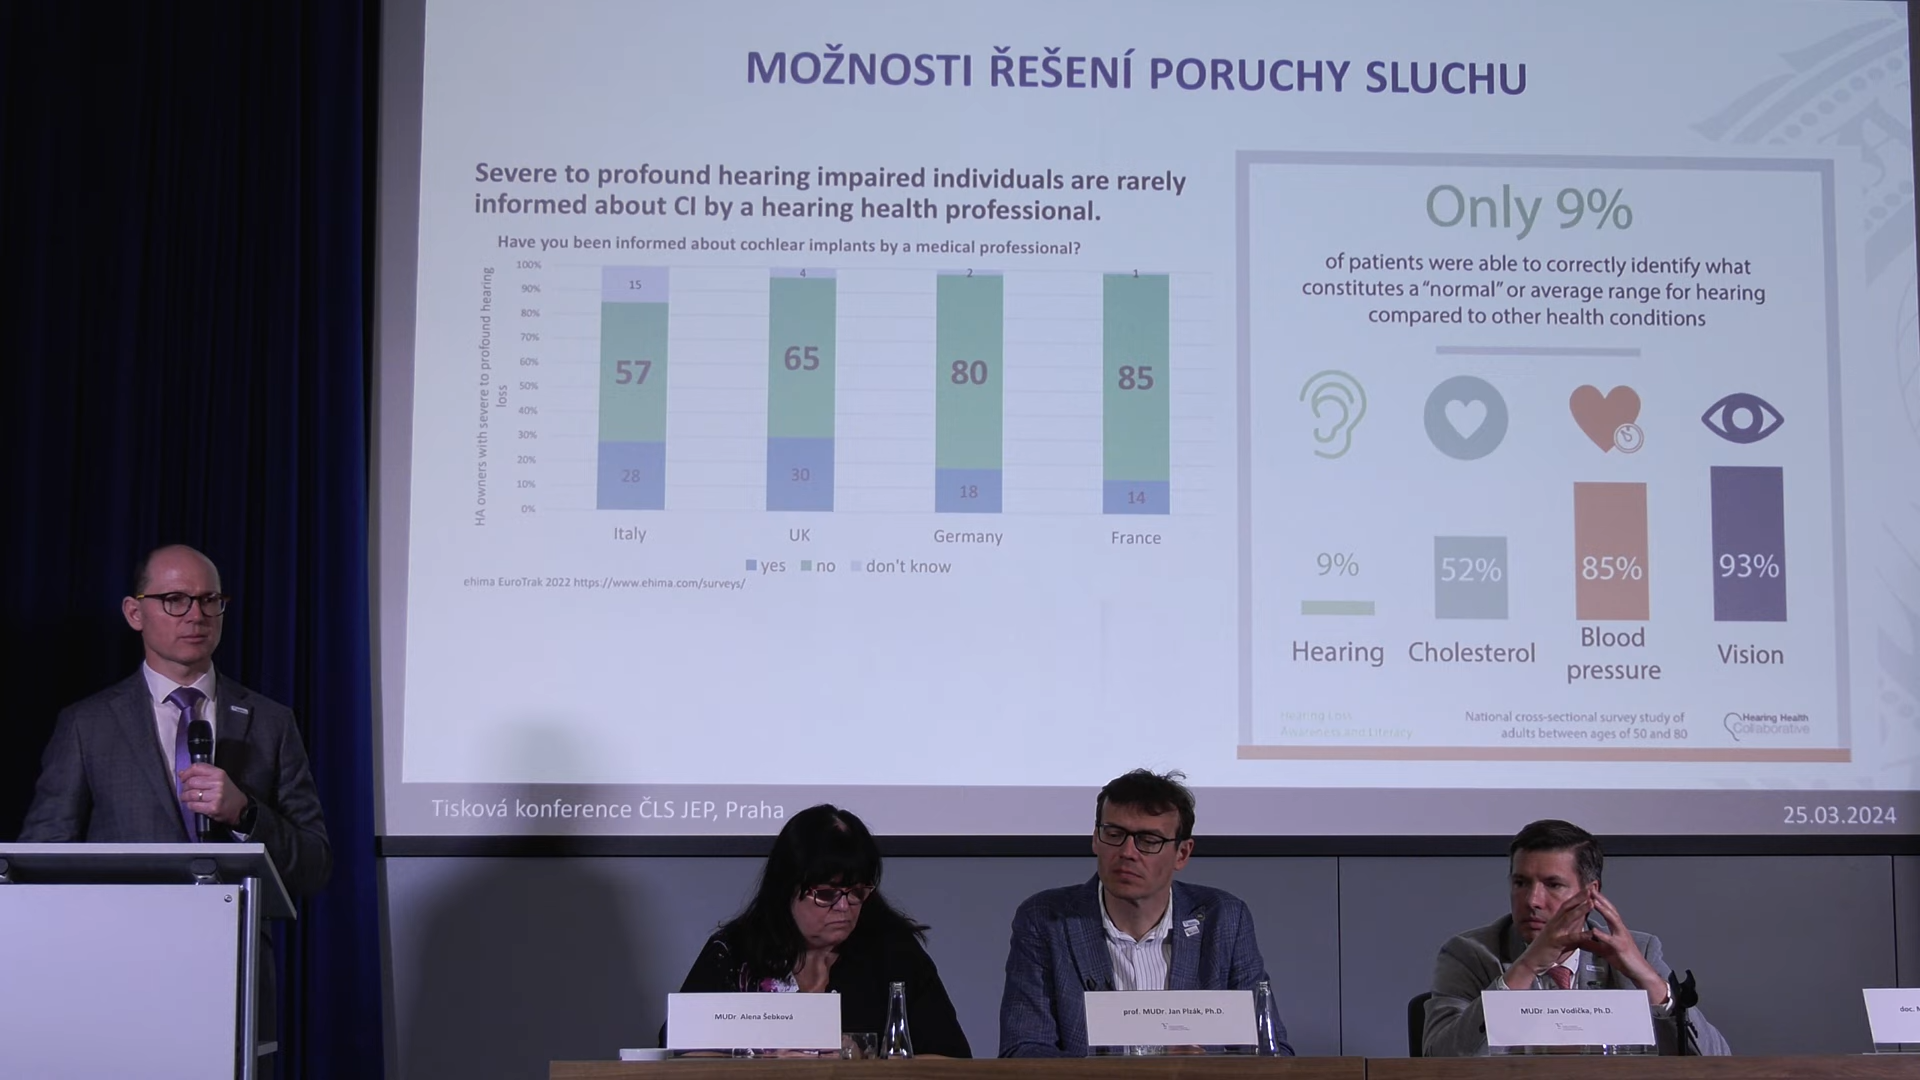 MOŽNOSTI ŘEŠENÍ PORUCHY SLUCHU
Severe to profound hearing impaired individuals are rarely
informed about CI by a hearing health professional.
Have you been informed about cochlear implants by a medical professional?
HA owners with severe to profound hearing
loss
100%
90%
80%
70%
60%
50%
40%
30%
20%
10%
0%
15
57
28
Italy
4
65
30
UK
2
80
18
Germany
1
85
14
France
yes no don't know
ehima EuroTrak 2022 https://www.ehima.com/surveys/
Only 9%
of patients were able to correctly identify what
constitutes a "normal" or average range for hearing
compared to other health conditions
9% 52% 85% 93%
Hearing Cholesterol Blood
pressure Vision
Hearing Loss
Awareness and Literacy
National cross-sectional survey study of
adults between ages of 50 and 80
Hearing Health
Collaborative
Tisková konference ČLS JEP, Praha
25.03.2024
MUDr. Alena Šebková
prof. MUDr. Jan Plzák, Ph.D.
MUDr. Jan Vodička, Ph.D.
doc.